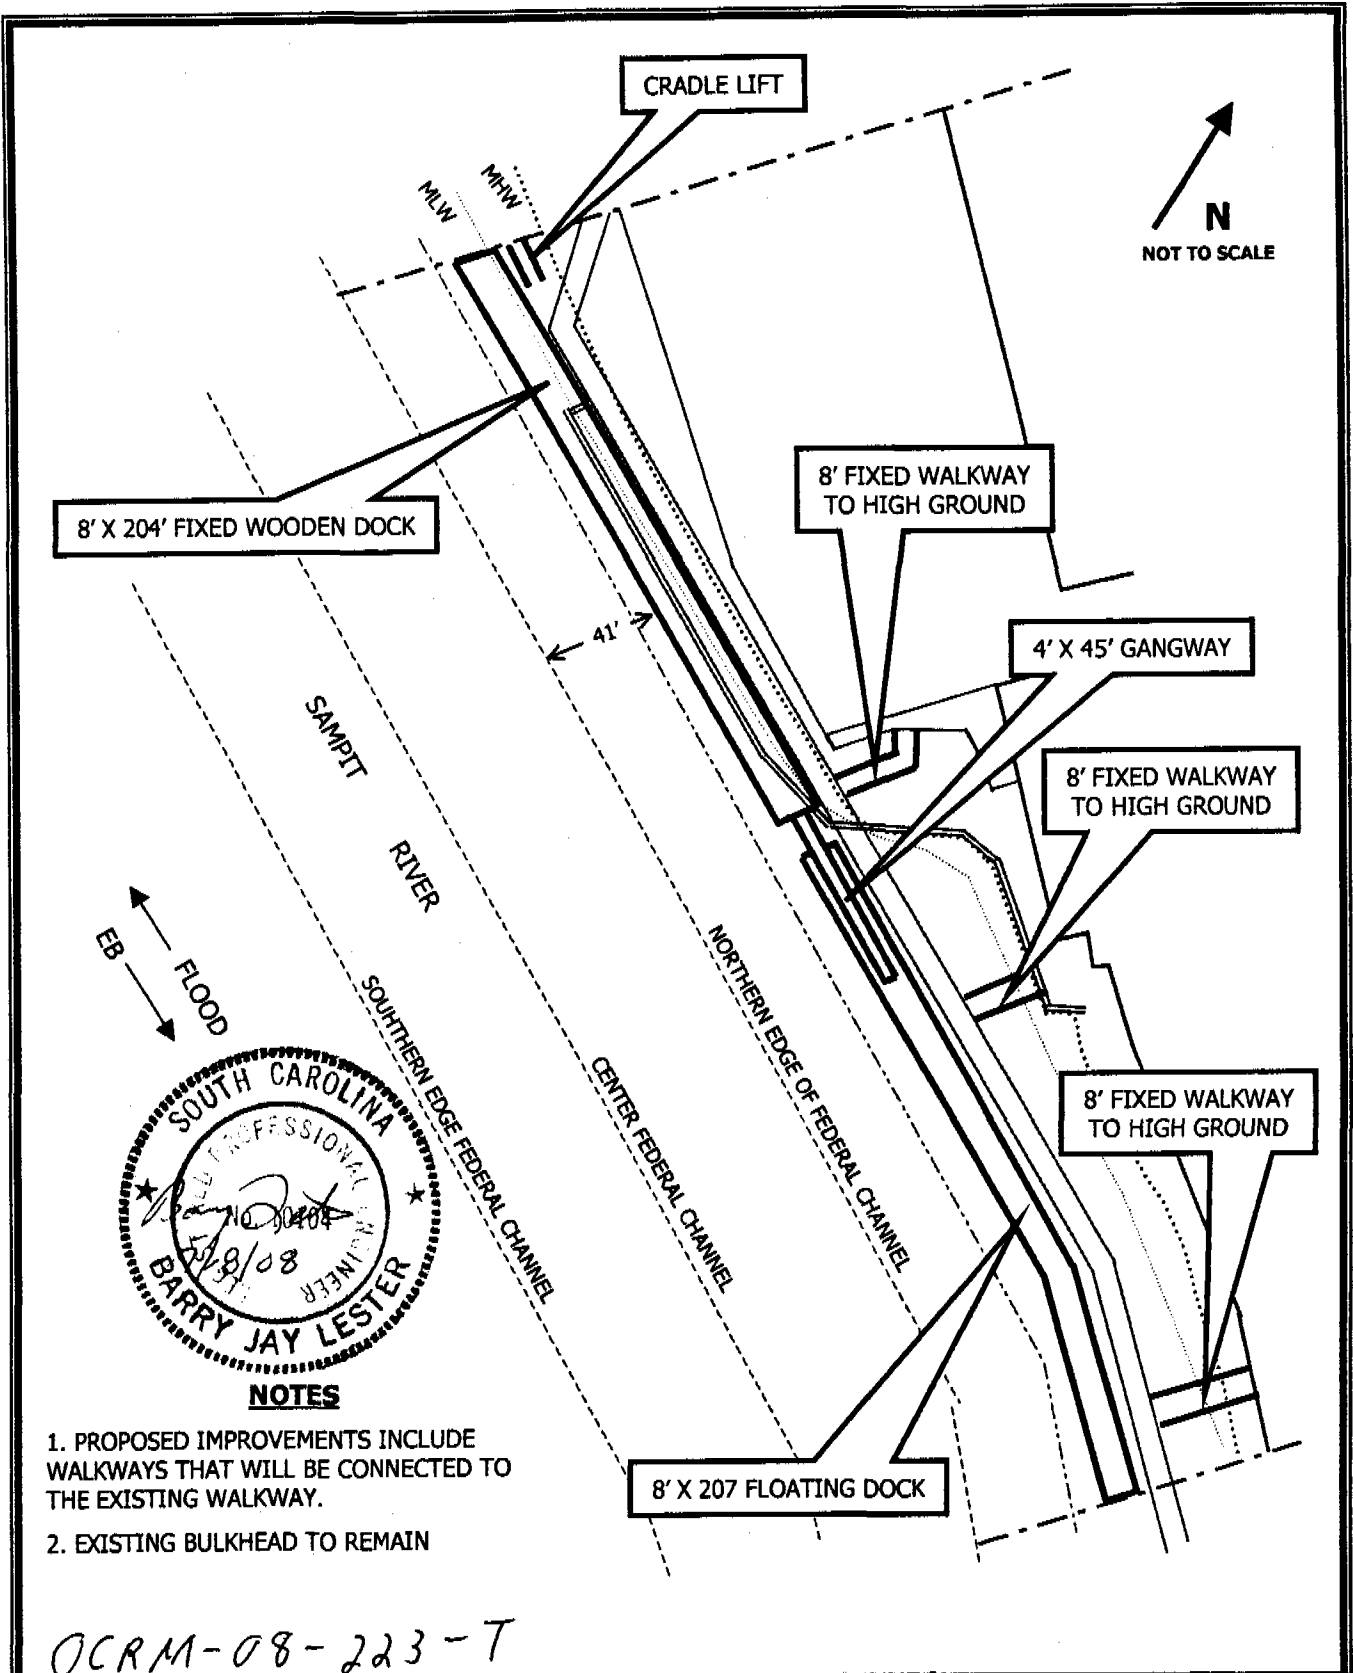 CRADLE LIFT
MLW
MHW
N
NOT TO SCALE
8' X 204' FIXED WOODEN DOCK
8' FIXED WALKWAY
TO HIGH GROUND
41'
4' X 45' GANGWAY
SAMPIT
RIVER
8' FIXED WALKWAY
TO HIGH GROUND
EB
FLOOD
SOUHTHERN EDGE FEDERAL CHANNEL
CENTER FEDERAL CHANNEL
NORTHERN EDGE OF FEDERAL CHANNEL
8' FIXED WALKWAY
TO HIGH GROUND
SOUTH CAROLINA
PROFESSIONAL ENGINEER
No.
BARRY JAY LESTER
8' X 207 FLOATING DOCK
NOTES
1. PROPOSED IMPROVEMENTS INCLUDE
WALKWAYS THAT WILL BE CONNECTED TO
THE EXISTING WALKWAY.
2. EXISTING BULKHEAD TO REMAIN
OCRM-08-223-T